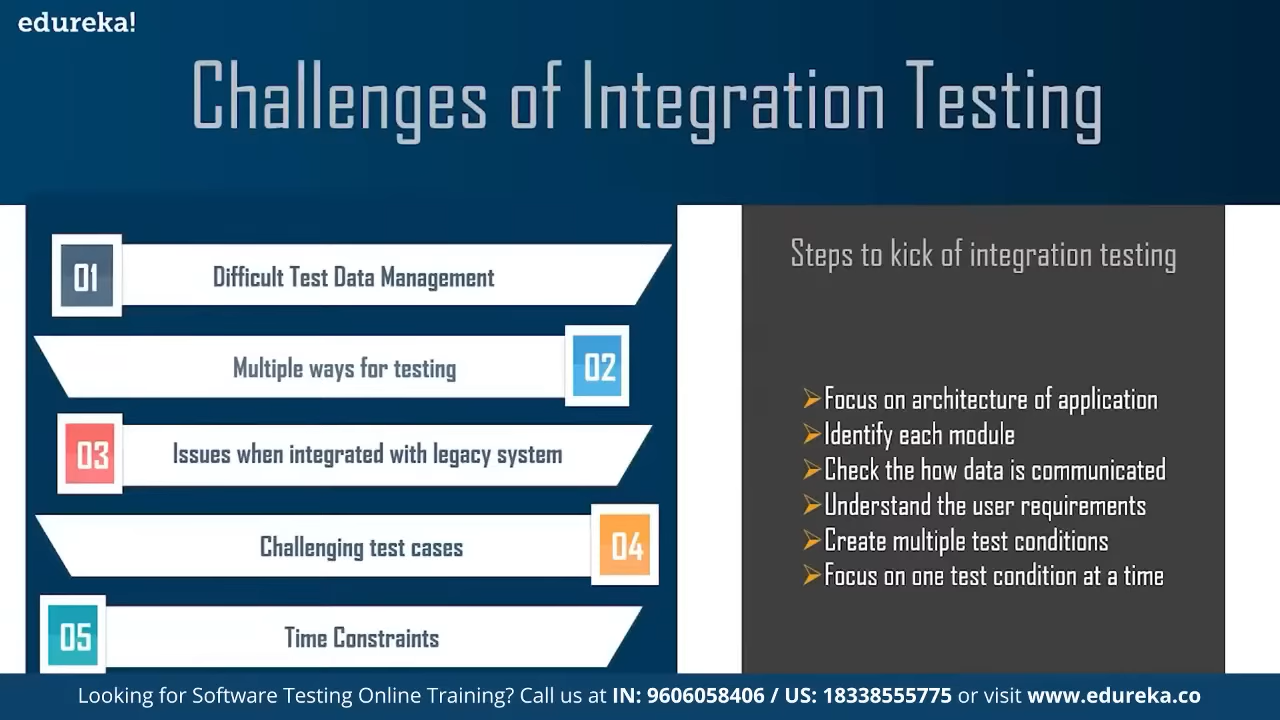 edureka!
Challenges of Integration Testing
01
Difficult Test Data Management
Multiple ways for testing
02
03
Issues when integrated with legacy system
Challenging test cases
04
05
Time Constraints
Steps to kick of integration testing
Focus on architecture of application
Identify each module
Check the how data is communicated
Understand the user requirements
Create multiple test conditions
Focus on one test condition at a time
Looking for Software Testing Online Training? Call us at IN: 9606058406 / US: 18338555775 or visit www.edureka.co